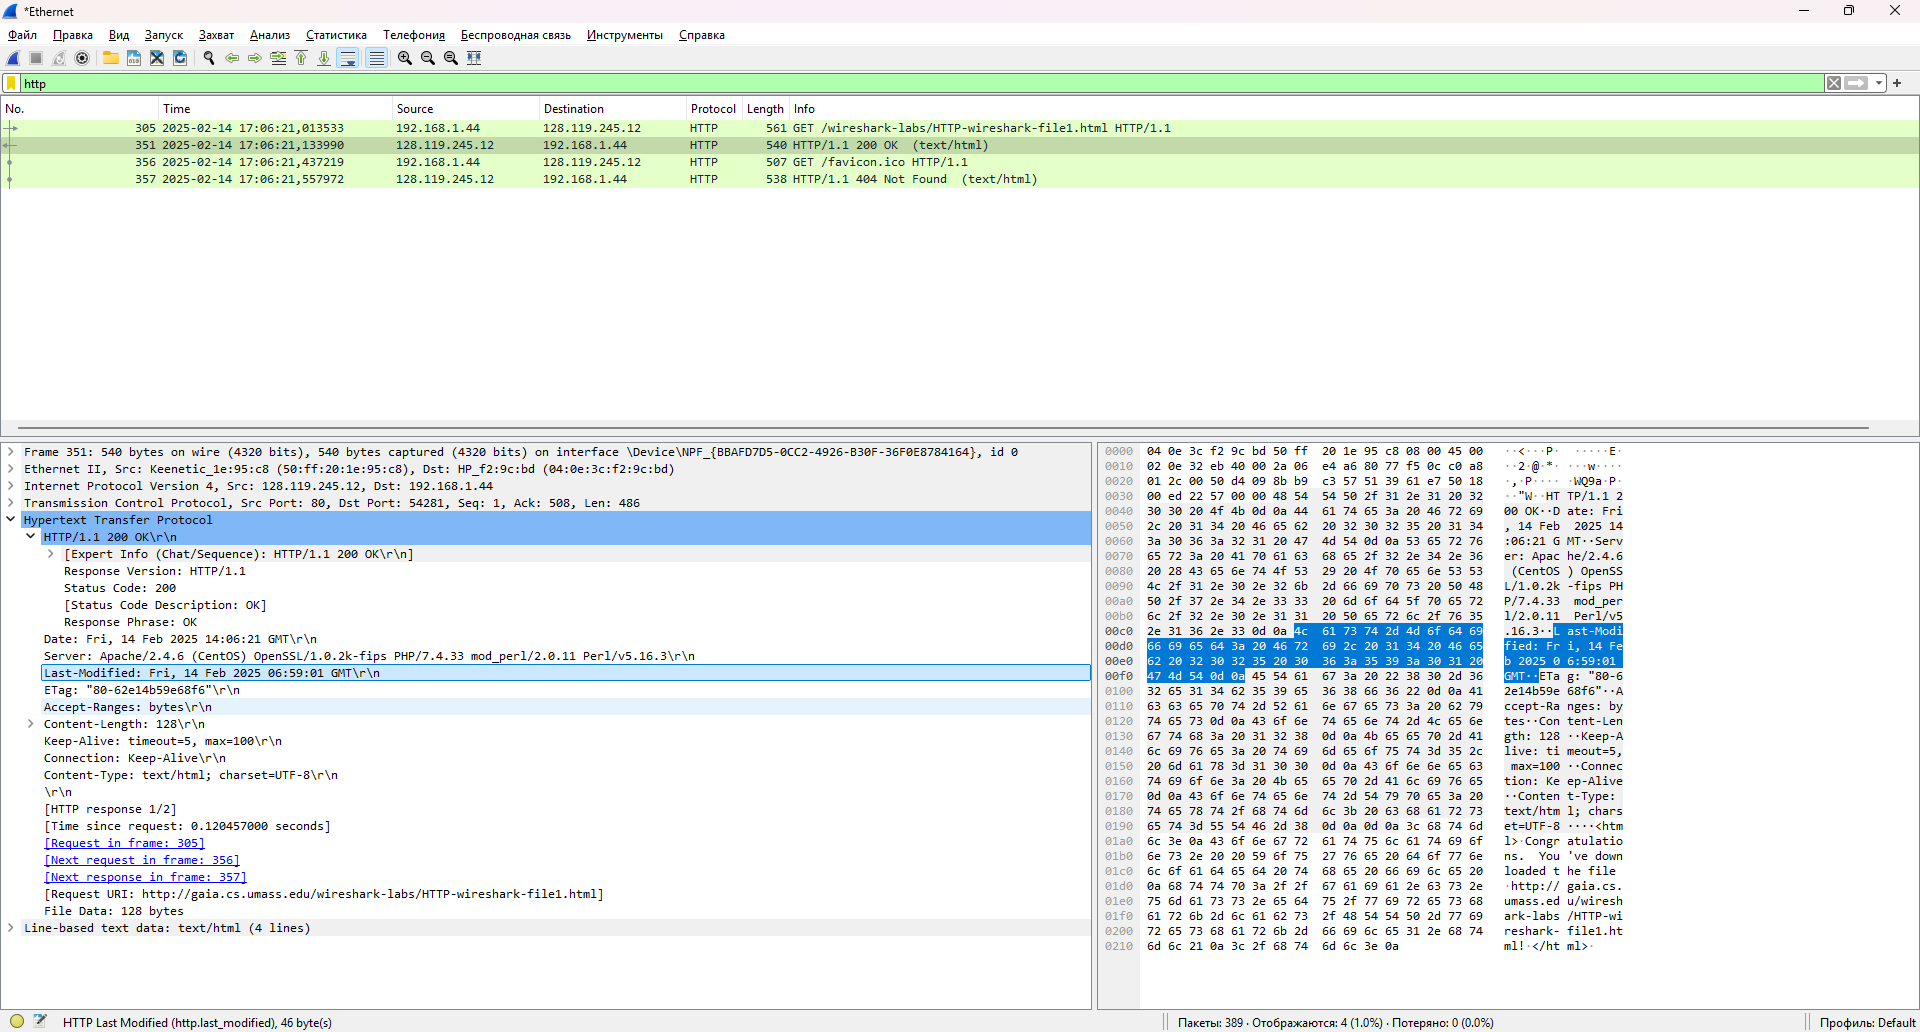 *Ethernet
Файл Правка Вид Запуск Захват Анализ Статистика Телефония Беспроводная связь Инструменты Справка
http
No. Time Source Destination Protocol Length Info
305 2025-02-14 17:06:21,013533 192.168.1.44 128.119.245.12 HTTP 561 GET /wireshark-labs/HTTP-wireshark-file1.html HTTP/1.1
351 2025-02-14 17:06:21,133990 128.119.245.12 192.168.1.44 HTTP 540 HTTP/1.1 200 OK (text/html)
356 2025-02-14 17:06:21,437219 192.168.1.44 128.119.245.12 HTTP 507 GET /favicon.ico HTTP/1.1
357 2025-02-14 17:06:21,557972 128.119.245.12 192.168.1.44 HTTP 538 HTTP/1.1 404 Not Found (text/html)
Frame 351: 540 bytes on wire (4320 bits), 540 bytes captured (4320 bits) on interface \Device\NPF_{BBAFD7D5-0CC2-4926-B30F-36F0E8784164}, id 0
Ethernet II, Src: Keenetic_1e:95:c8 (50:ff:20:1e:95:c8), Dst: HP_f2:9c:bd (04:0e:3c:f2:9c:bd)
Internet Protocol Version 4, Src: 128.119.245.12, Dst: 192.168.1.44
Transmission Control Protocol, Src Port: 80, Dst Port: 54281, Seq: 1, Ack: 508, Len: 486
Hypertext Transfer Protocol
HTTP/1.1 200 OK\r\n
[Expert Info (Chat/Sequence): HTTP/1.1 200 OK\r\n]
Response Version: HTTP/1.1
Status Code: 200
[Status Code Description: OK]
Response Phrase: OK
Date: Fri, 14 Feb 2025 14:06:21 GMT\r\n
Server: Apache/2.4.6 (CentOS) OpenSSL/1.0.2k-fips PHP/7.4.33 mod_perl/2.0.11 Perl/v5.16.3\r\n
Last-Modified: Fri, 14 Feb 2025 06:59:01 GMT\r\n
ETag: "80-62e14b59e68f6"\r\n
Accept-Ranges: bytes\r\n
Content-Length: 128\r\n
Keep-Alive: timeout=5, max=100\r\n
Connection: Keep-Alive\r\n
Content-Type: text/html; charset=UTF-8\r\n
\r\n
[HTTP response 1/2]
[Time since request: 0.120457000 seconds]
[Request in frame: 305]
[Next request in frame: 356]
[Next response in frame: 357]
[Request URI: http://gaia.cs.umass.edu/wireshark-labs/HTTP-wireshark-file1.html]
File Data: 128 bytes
Line-based text data: text/html (4 lines)
0000 04 0e 3c f2 9c bd 50 ff 20 1e 95 c8 08 00 45 00 ··<···P· ·····E·
0010 02 0e 32 eb 40 00 2a 06 e4 a6 80 77 f5 0c c0 a8 ··2·@·*· ···w····
0020 01 2c 00 50 d4 09 8b b9 c3 57 51 39 61 e7 50 18 ·,·P···· ·WQ9a·P·
0030 00 ed 22 57 00 00 48 54 54 50 2f 31 2e 31 20 32 ··"W··HT TP/1.1 2
0040 30 30 20 4f 4b 0d 0a 44 61 74 65 3a 20 46 72 69 00 OK··D ate: Fri
0050 2c 20 31 34 20 46 65 62 20 32 30 32 35 20 31 34 , 14 Feb 2025 14
0060 3a 30 36 3a 32 31 20 47 4d 54 0d 0a 53 65 72 76 :06:21 G MT··Serv
0070 65 72 3a 20 41 70 61 63 68 65 2f 32 2e 34 2e 36 er: Apac he/2.4.6
0080 20 28 43 65 6e 74 4f 53 29 20 4f 70 65 6e 53 53 (CentOS ) OpenSS
0090 4c 2f 31 2e 30 2e 32 6b 2d 66 69 70 73 20 50 48 L/1.0.2k -fips PH
00a0 50 2f 37 2e 34 2e 33 33 20 6d 6f 64 5f 70 65 72 P/7.4.33 mod_per
00b0 6c 2f 32 2e 30 2e 31 31 20 50 65 72 6c 2f 76 35 l/2.0.11 Perl/v5
00c0 2e 31 36 2e 33 0d 0a 4c 61 73 74 2d 4d 6f 64 69 .16.3··L ast-Modi
00d0 66 69 65 64 3a 20 46 72 69 2c 20 31 34 20 46 65 fied: Fr i, 14 Fe
00e0 62 20 32 30 32 35 20 30 36 3a 35 39 3a 30 31 20 b 2025 0 6:59:01
00f0 47 4d 54 0d 0a 45 54 61 67 3a 20 22 38 30 2d 36 GMT··ETa g: "80-6
0100 32 65 31 34 62 35 39 65 36 38 66 36 22 0d 0a 41 2e14b59e 68f6"··A
0110 63 63 65 70 74 2d 52 61 6e 67 65 73 3a 20 62 79 ccept-Ra nges: by
0120 74 65 73 0d 0a 43 6f 6e 74 65 6e 74 2d 4c 65 6e tes··Con tent-Len
0130 67 74 68 3a 20 31 32 38 0d 0a 4b 65 65 70 2d 41 gth: 128 ··Keep-A
0140 6c 69 76 65 3a 20 74 69 6d 65 6f 75 74 3d 35 2c live: ti meout=5,
0150 20 6d 61 78 3d 31 30 30 0d 0a 43 6f 6e 6e 65 63 max=100 ··Connec
0160 74 69 6f 6e 3a 20 4b 65 65 70 2d 41 6c 69 76 65 tion: Ke ep-Alive
0170 0d 0a 43 6f 6e 74 65 6e 74 2d 54 79 70 65 3a 20 ··Conten t-Type:
0180 74 65 78 74 2f 68 74 6d 6c 3b 20 63 68 61 72 73 text/htm l; chars
0190 65 74 3d 55 54 46 2d 38 0d 0a 0d 0a 3c 68 74 6d et=UTF-8 ····<htm
01a0 6c 3e 0a 43 6f 6e 67 72 61 74 75 6c 61 74 69 6f l>·Congr atulatio
01b0 6e 73 2e 20 20 59 6f 75 27 76 65 20 64 6f 77 6e ns.  You 've down
01c0 6c 6f 61 64 65 64 20 74 68 65 20 66 69 6c 65 20 loaded t he file
01d0 0a 68 74 74 70 3a 2f 2f 67 61 69 61 2e 63 73 2e ·http:// gaia.cs.
01e0 75 6d 61 73 73 2e 65 64 75 2f 77 69 72 65 73 68 umass.ed u/wiresh
01f0 61 72 6b 2d 6c 61 62 73 2f 48 54 54 50 2d 77 69 ark-labs /HTTP-wi
0200 72 65 73 68 61 72 6b 2d 66 69 6c 65 31 2e 68 74 reshark- file1.ht
0210 6d 6c 21 0a 3c 2f 68 74 6d 6c 3e 0a ml!·</ht ml>·
HTTP Last Modified (http.last_modified), 46 byte(s)
Пакеты: 389 · Отображаются: 4 (1.0%) · Потеряно: 0 (0.0%)
Профиль: Default